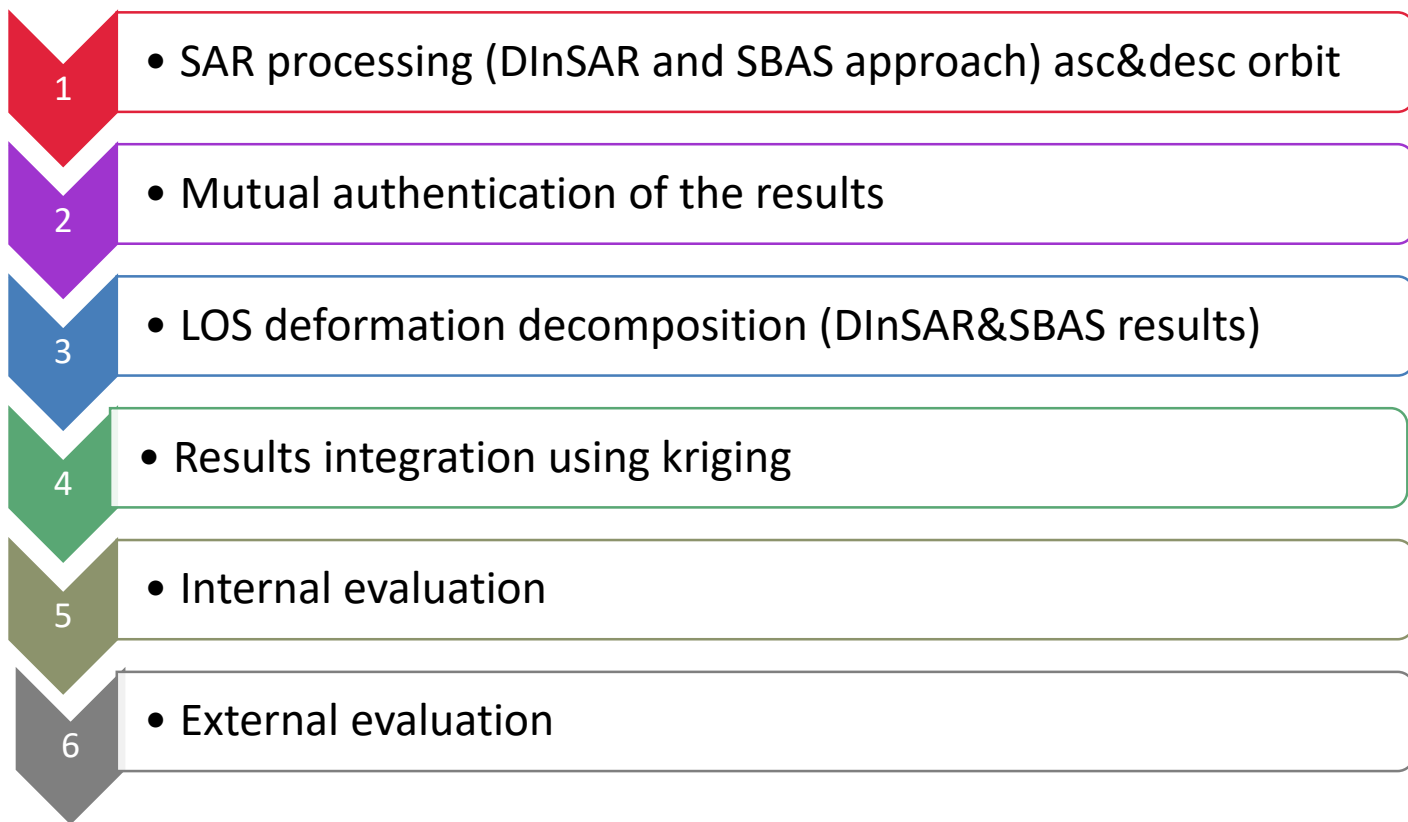 1
• SAR processing (DInSAR and SBAS approach) asc&desc orbit
2
• Mutual authentication of the results
3
• LOS deformation decomposition (DInSAR&SBAS results)
4
• Results integration using kriging
5
• Internal evaluation
6
• External evaluation